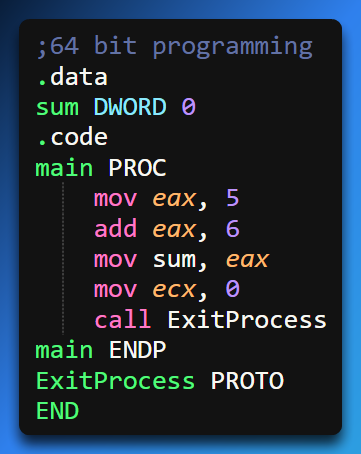 ;64 bit programming
.data
sum DWORD 0
.code
main PROC
mov eax, 5
add eax, 6
mov sum, eax
mov ecx, 0
call ExitProcess
main ENDP
ExitProcess PROTO
END